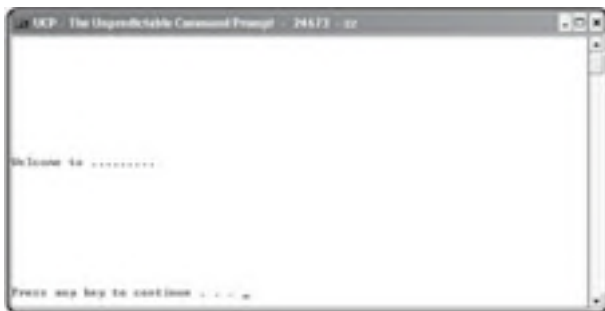 UCP - The Unpredictable Command Prompt - 24673 - zz
Welcome to .........
Press any key to continue . . . _